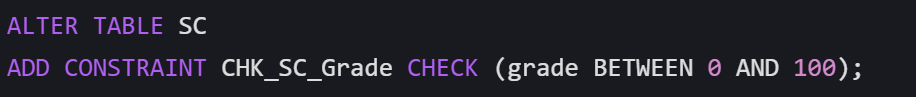 ALTER TABLE SC
ADD CONSTRAINT CHK_SC_Grade CHECK (grade BETWEEN 0 AND 100);